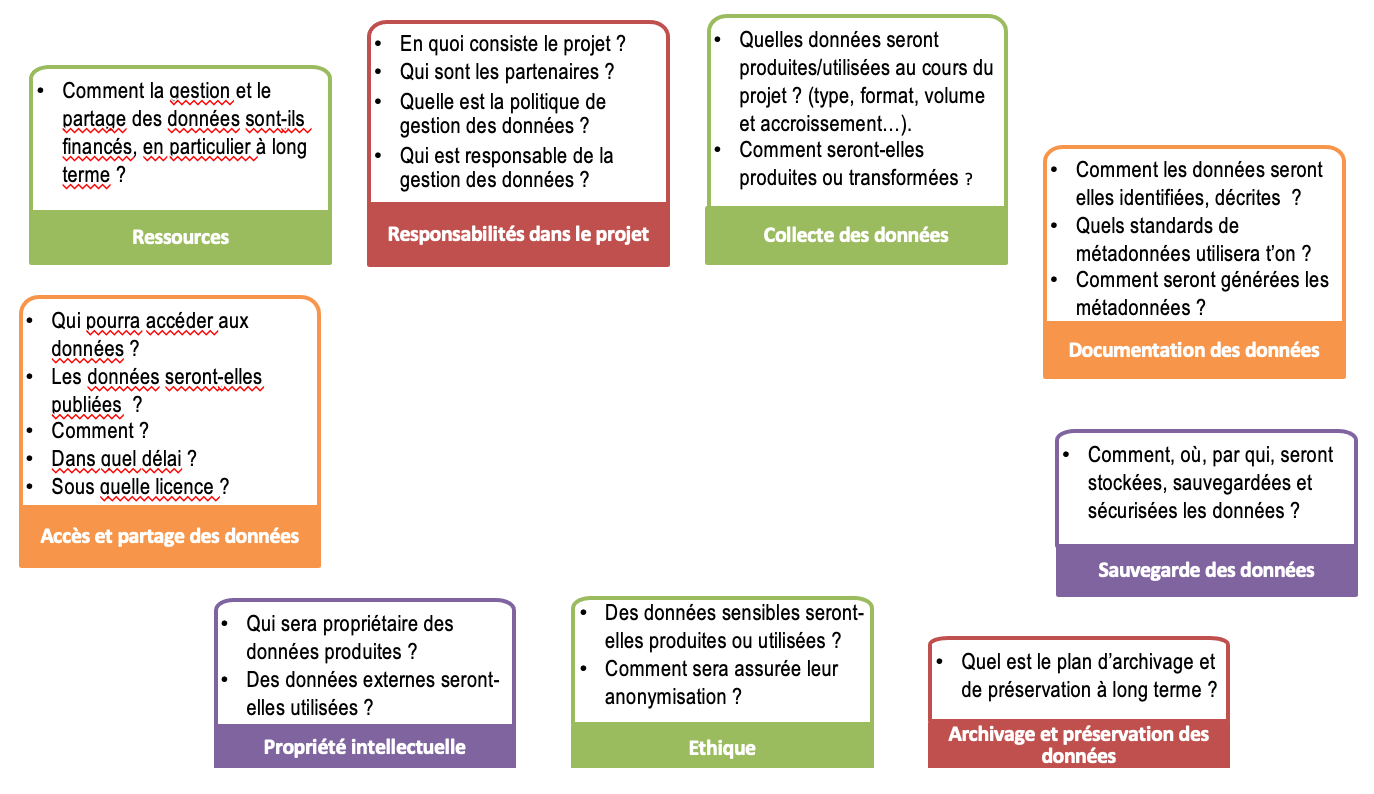 • Comment la gestion et le
partage des données sont-ils
financés, en particulier à long
terme ?
Ressources
• En quoi consiste le projet ?
• Qui sont les partenaires ?
• Quelle est la politique de
gestion des données ?
• Qui est responsable de la
gestion des données ?
Responsabilités dans le projet
• Quelles données seront
produites/utilisées au cours du
projet ? (type, format, volume
et accroissement…).
• Comment seront-elles
produites ou transformées ?
Collecte des données
• Comment les données seront
elles identifiées, décrites ?
• Quels standards de
métadonnées utilisera t’on ?
• Comment seront générées les
métadonnées ?
Documentation des données
• Qui pourra accéder aux
données ?
• Les données seront-elles
publiées ?
• Comment ?
• Dans quel délai ?
• Sous quelle licence ?
Accès et partage des données
• Comment, où, par qui, seront
stockées, sauvegardées et
sécurisées les données ?
Sauvegarde des données
• Qui sera propriétaire des
données produites ?
• Des données externes seront-
elles utilisées ?
Propriété intellectuelle
• Des données sensibles seront-
elles produites ou utilisées ?
• Comment sera assurée leur
anonymisation ?
Ethique
• Quel est le plan d’archivage et
de préservation à long terme ?
Archivage et préservation des
données